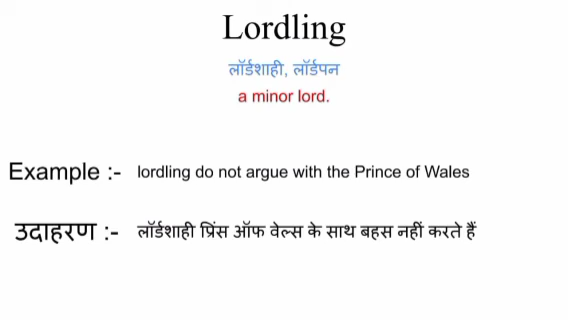 Lordling
लॉर्डशाही, लॉर्डपन
a minor lord.
Example :- lordling do not argue with the Prince of Wales
उदाहरण :- लॉर्डशाही प्रिंस ऑफ वेल्स के साथ बहस नहीं करते हैं